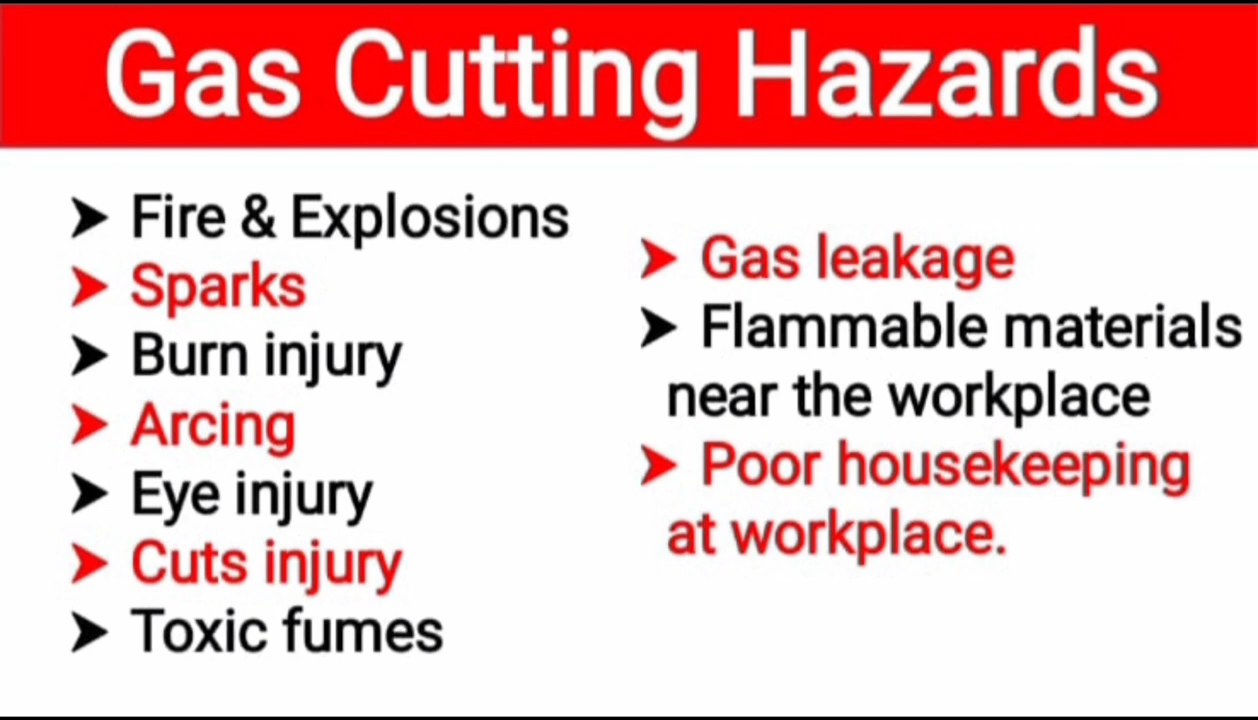 Gas Cutting Hazards
➤ Fire & Explosions
➤ Sparks
➤ Burn injury
➤ Arcing
➤ Eye injury
➤ Cuts injury
➤ Toxic fumes
➤ Gas leakage
➤ Flammable materials
near the workplace
➤ Poor housekeeping
at workplace.